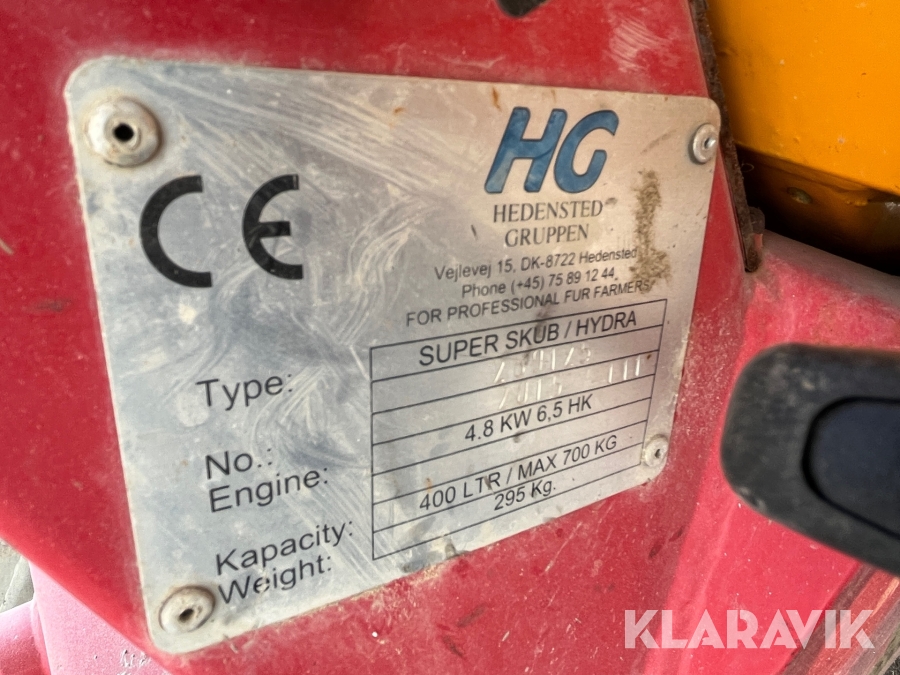 CE
HG
HEDENSTED
GRUPPEN
Vejlevej 15, DK-8722 Hedensted
Phone (+45) 75 89 12 44
FOR PROFESSIONAL FUR FARMERS
Type: SUPER SKUB / HYDRA
No.:
Engine: 4.8 KW 6,5 HK
Kapacity: 400 LTR / MAX 700 KG
Weight: 295 Kg.
KLARAVIK